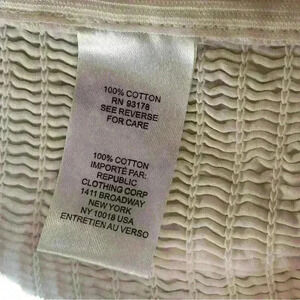 100% COTTON
RN 93178
SEE REVERSE
FOR CARE
100% COTTON
IMPORTÉ PAR:
REPUBLIC
CLOTHING CORP
1411 BROADWAY
NEW YORK
NY 10018 USA
ENTRETIEN AU VERSO